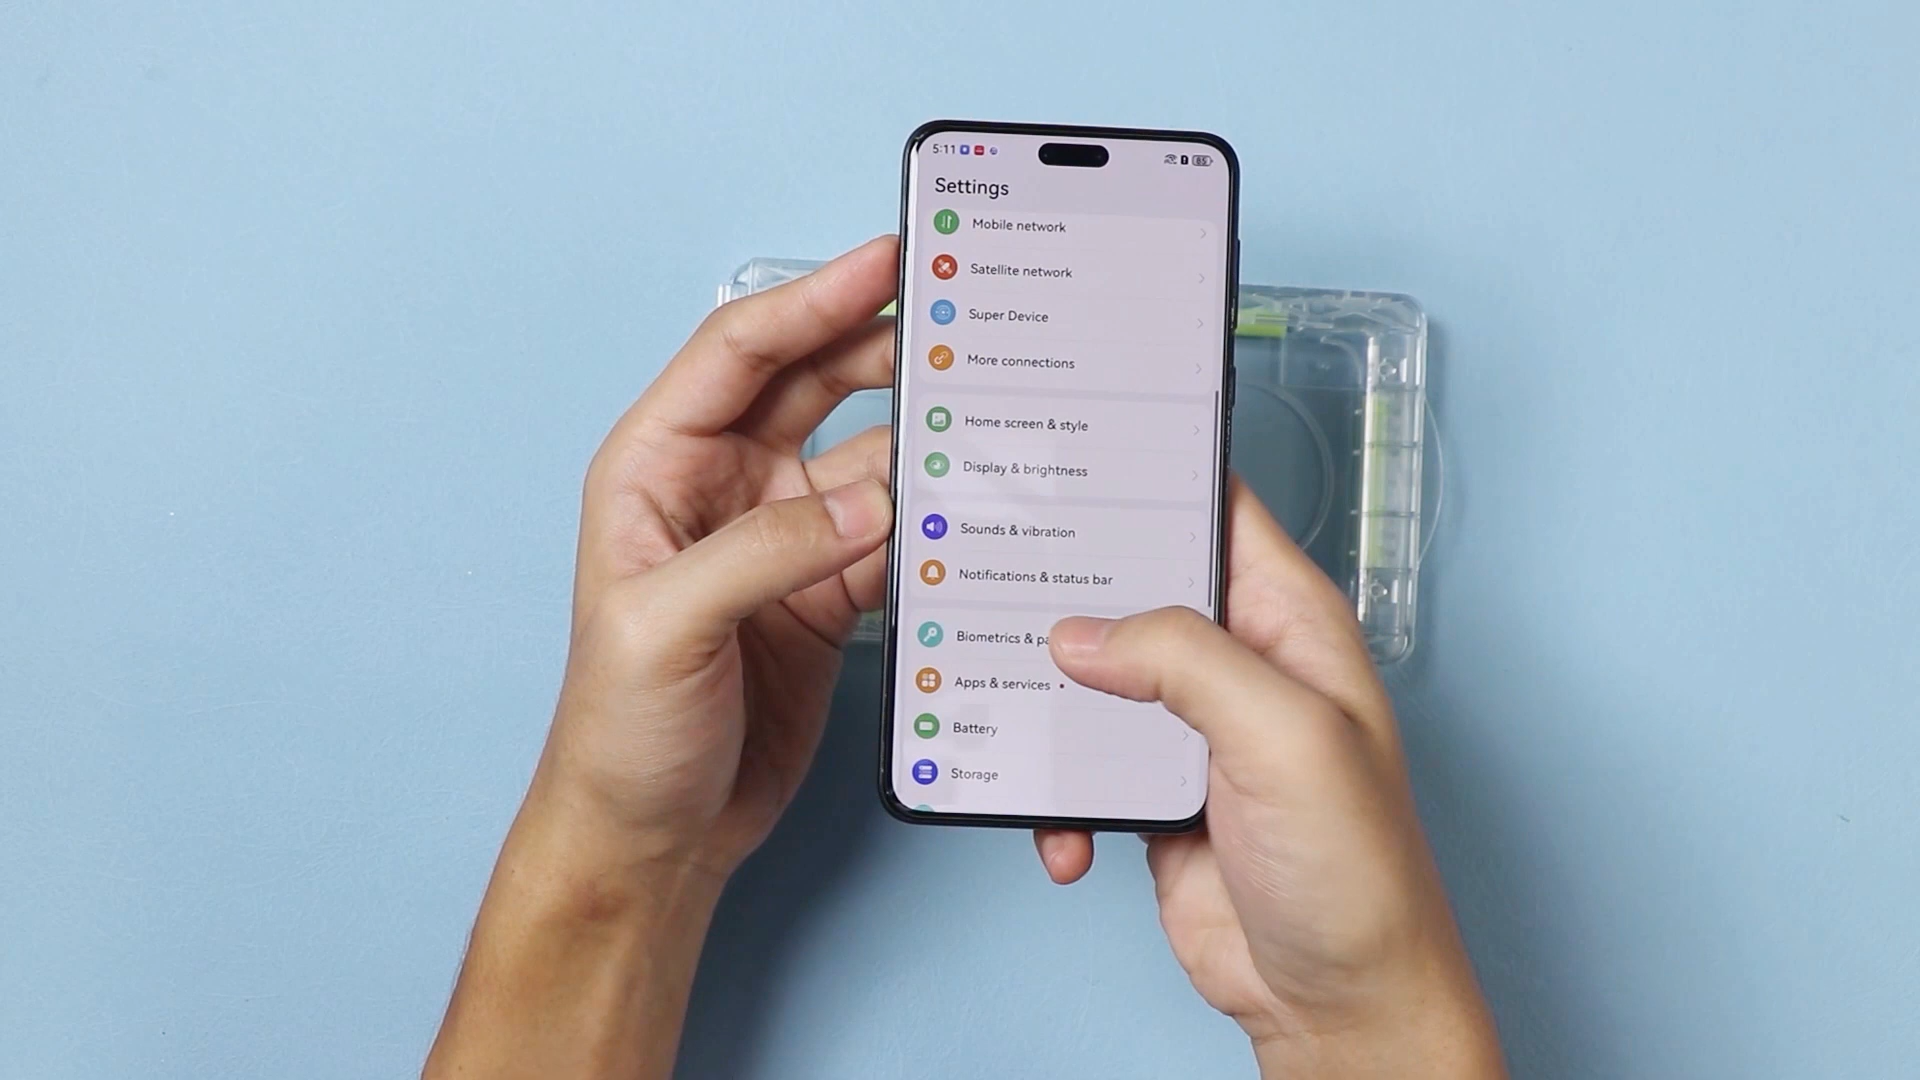 5:11
85
Settings
Mobile network
Satellite network
Super Device
More connections
Home screen & style
Display & brightness
Sounds & vibration
Notifications & status bar
Biometrics & pa
Apps & services
Battery
Storage